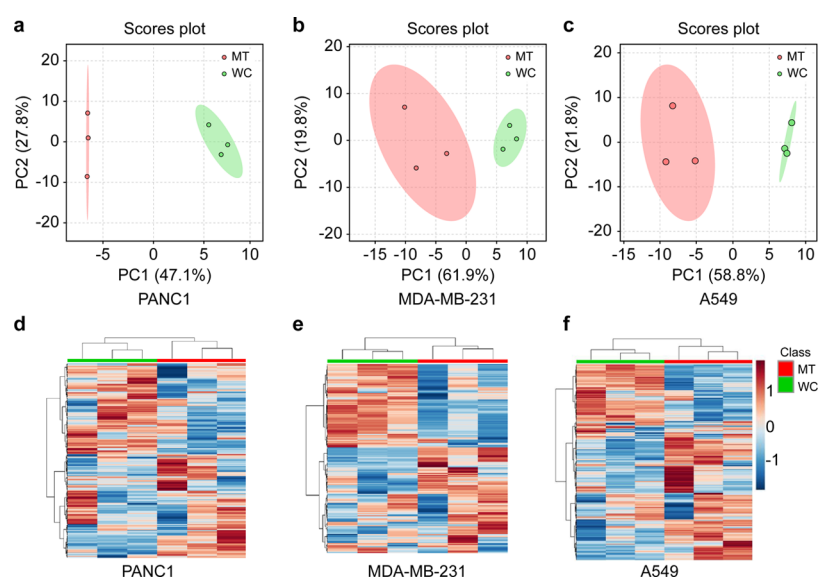 a
Scores plot
MT
WC
20
10
0
-10
-20
PC2 (27.8%)
-5
0
5
10
PC1 (47.1%)
PANC1
b
Scores plot
MT
WC
20
10
0
-10
-20
PC2 (19.8%)
-15
-10
-5
0
5
10
PC1 (61.9%)
MDA-MB-231
c
Scores plot
MT
WC
20
10
0
-10
-20
PC2 (21.8%)
-15
-10
-5
0
5
10
PC1 (58.8%)
A549
d
PANC1
e
MDA-MB-231
f
A549
Class
MT
WC
1
0
-1